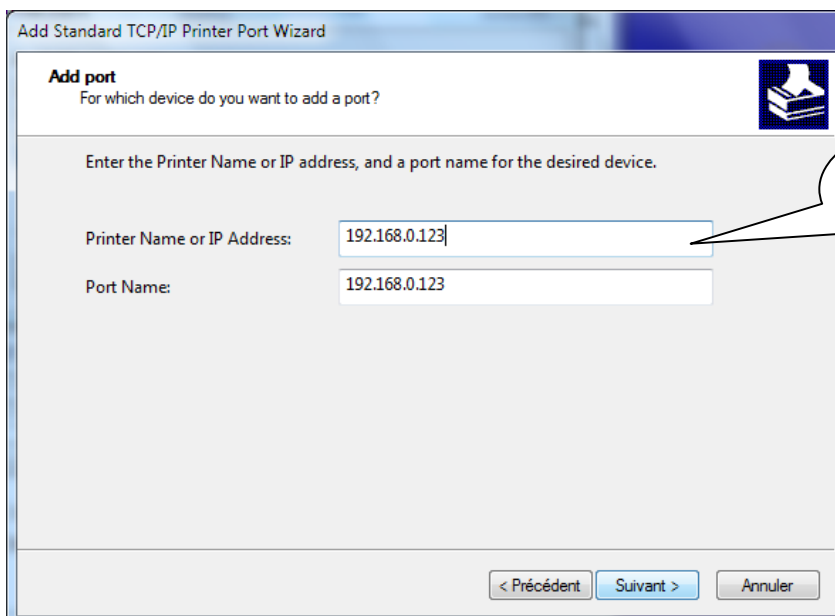 Add Standard TCP/IP Printer Port Wizard
Add port
For which device do you want to add a port?
Enter the Printer Name or IP address, and a port name for the desired device.
Printer Name or IP Address: 192.168.0.123
Port Name: 192.168.0.123
< Précédent Suivant > Annuler